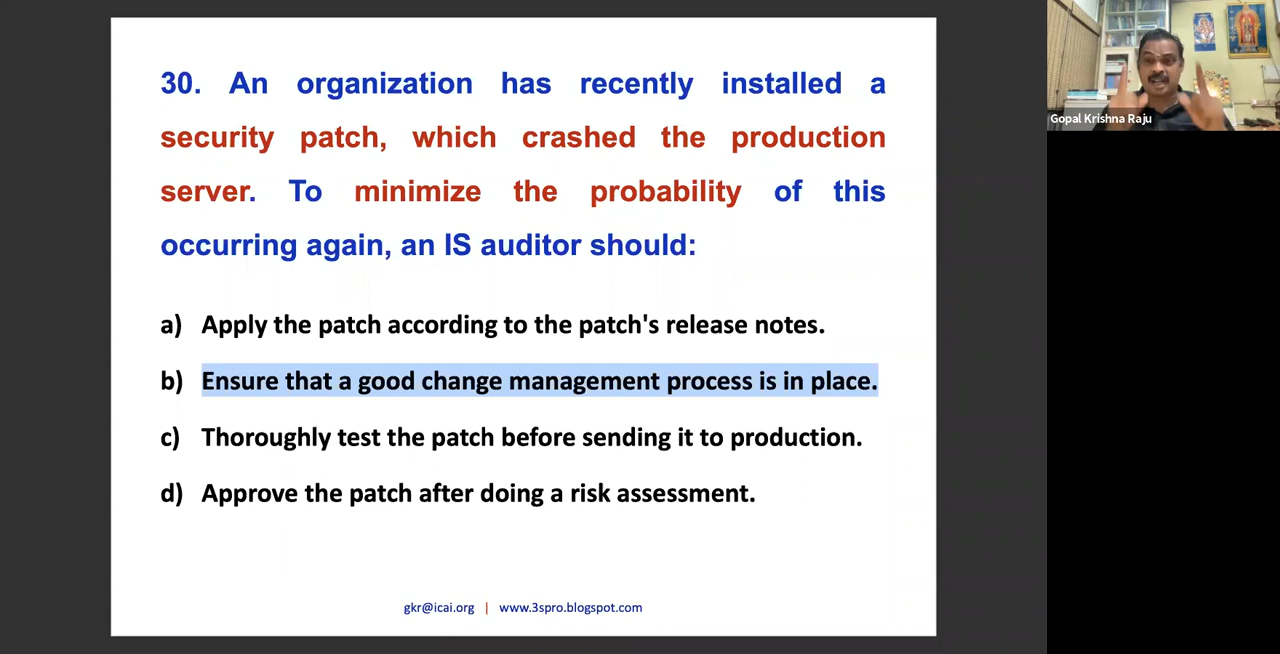 30. An organization has recently installed a
security patch, which crashed the production
server. To minimize the probability of this
occurring again, an IS auditor should:
a) Apply the patch according to the patch's release notes.
b) Ensure that a good change management process is in place.
c) Thoroughly test the patch before sending it to production.
d) Approve the patch after doing a risk assessment.
gkr@icai.org | www.3spro.blogspot.com
Gopal Krishna Raju